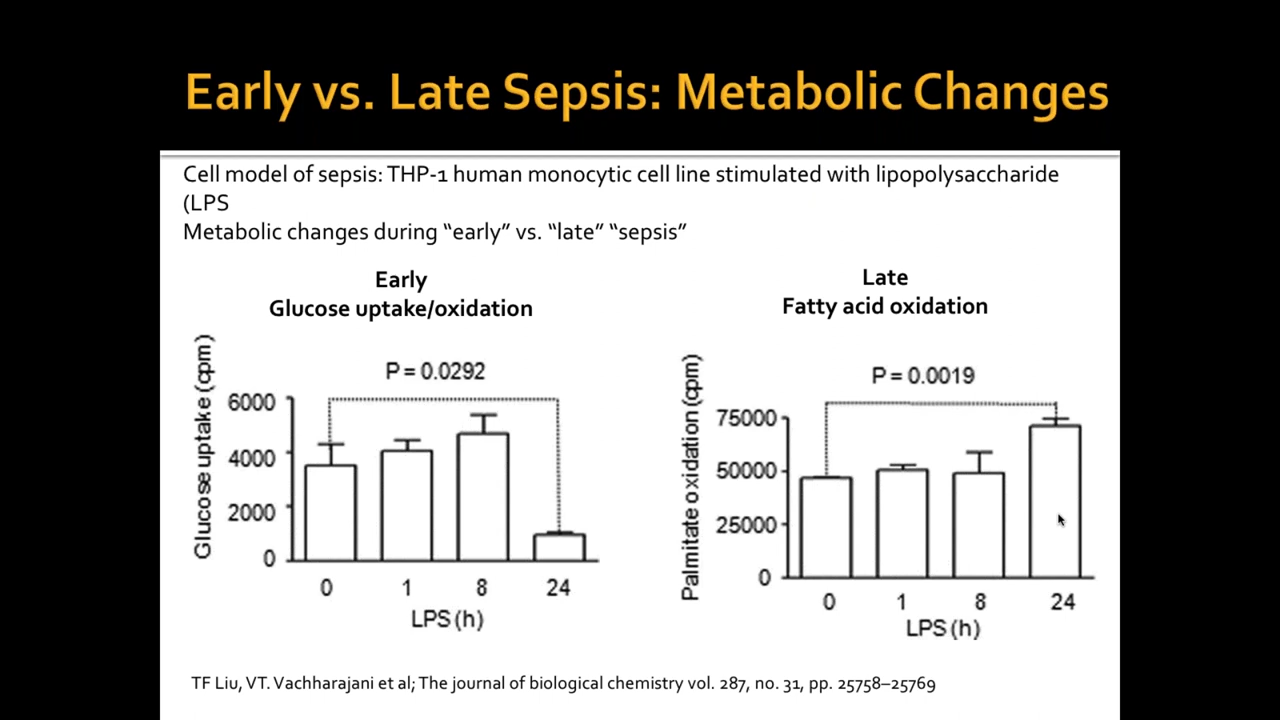 Early vs. Late Sepsis: Metabolic Changes
Cell model of sepsis: THP-1 human monocytic cell line stimulated with lipopolysaccharide
(LPS
Metabolic changes during “early” vs. “late” “sepsis”
Early
Glucose uptake/oxidation
Glucose uptake (cpm)
P = 0.0292
6000
4000
2000
0
0 1 8 24
LPS (h)
Late
Fatty acid oxidation
Palmitate oxidation (cpm)
P = 0.0019
75000
50000
25000
0
0 1 8 24
LPS (h)
TF Liu, VT. Vachharajani et al; The journal of biological chemistry vol. 287, no. 31, pp. 25758–25769